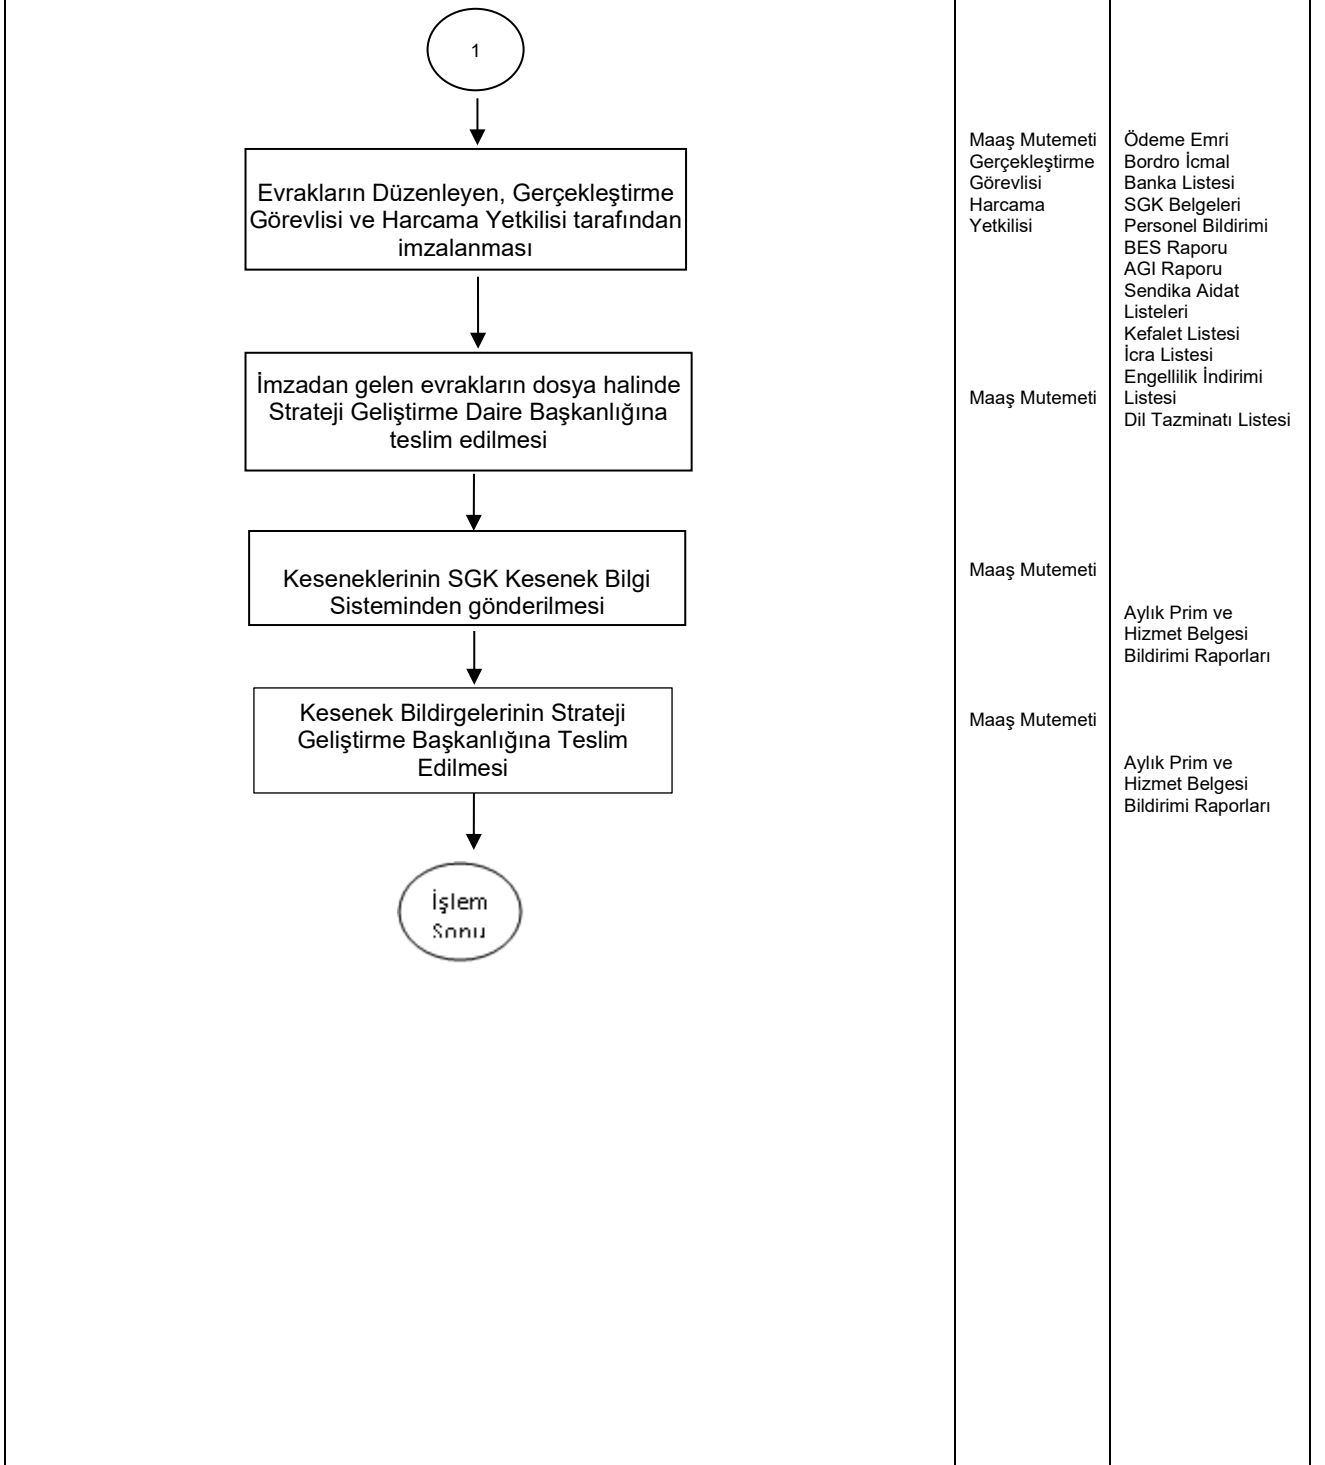 1
Evrakların Düzenleyen, Gerçekleştirme
Görevlisi ve Harcama Yetkilisi tarafından
imzalanması
İmzadan gelen evrakların dosya halinde
Strateji Geliştirme Daire Başkanlığına
teslim edilmesi
Keseneklerinin SGK Kesenek Bilgi
Sisteminden gönderilmesi
Kesenek Bildirgelerinin Strateji
Geliştirme Başkanlığına Teslim
Edilmesi
İşlem
Sonu
Maaş Mutemeti
Gerçekleştirme
Görevlisi
Harcama
Yetkilisi
Maaş Mutemeti
Maaş Mutemeti
Maaş Mutemeti
Ödeme Emri
Bordro İcmal
Banka Listesi
SGK Belgeleri
Personel Bildirimi
BES Raporu
AGI Raporu
Sendika Aidat
Listeleri
Kefalet Listesi
İcra Listesi
Engellilik İndirimi
Listesi
Dil Tazminatı Listesi
Aylık Prim ve
Hizmet Belgesi
Bildirimi Raporları
Aylık Prim ve
Hizmet Belgesi
Bildirimi Raporları